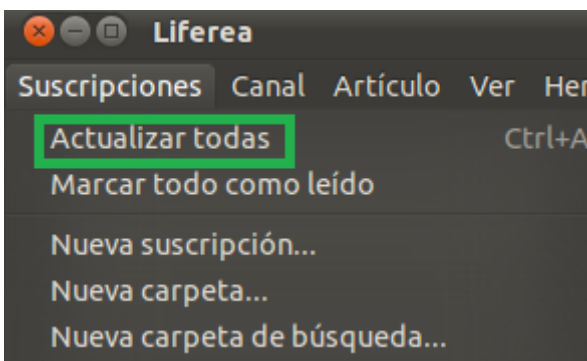 Liferea
Suscripciones Canal Artículo Ver Her
Actualizar todas Ctrl+A
Marcar todo como leído
Nueva suscripción...
Nueva carpeta...
Nueva carpeta de búsqueda...